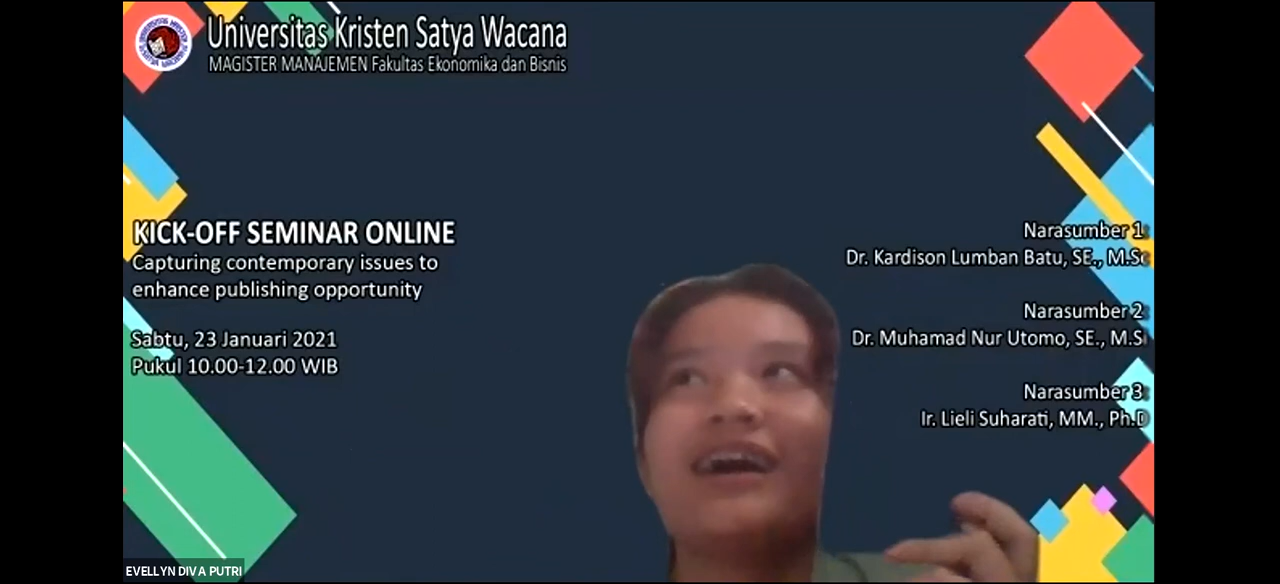 Universitas Kristen Satya Wacana
MAGISTER MANAJEMEN Fakultas Ekonomika dan Bisnis
KICK-OFF SEMINAR ONLINE
Capturing contemporary issues to
enhance publishing opportunity
Sabtu, 23 Januari 2021
Pukul 10.00-12.00 WIB
Narasumber 1:
Dr. Kardison Lumban Batu, SE., M.Sc
Narasumber 2
Dr. Muhamad Nur Utomo, SE., M.Si
Narasumber 3
Ir. Lieli Suharati, MM., Ph.D
EVELLYN DIVA PUTRI